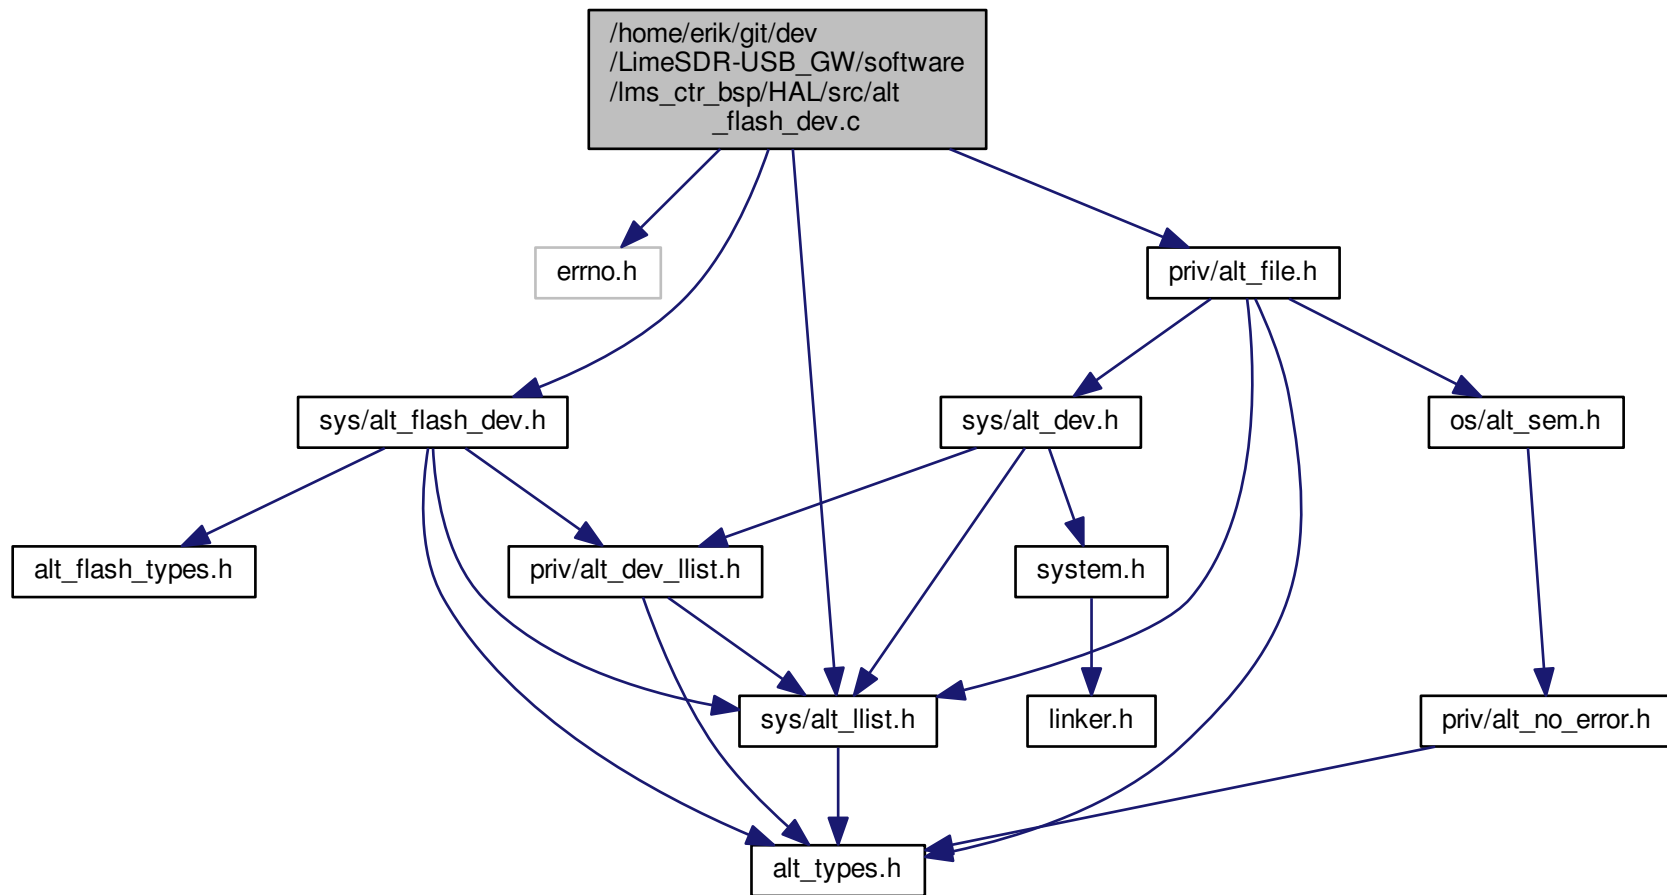 /home/erik/git/dev
/LimeSDR-USB_GW/software
/lms_ctr_bsp/HAL/src/alt
_flash_dev.c
errno.h
priv/alt_file.h
sys/alt_flash_dev.h
sys/alt_dev.h
os/alt_sem.h
alt_flash_types.h
priv/alt_dev_llist.h
system.h
sys/alt_llist.h
linker.h
priv/alt_no_error.h
alt_types.h